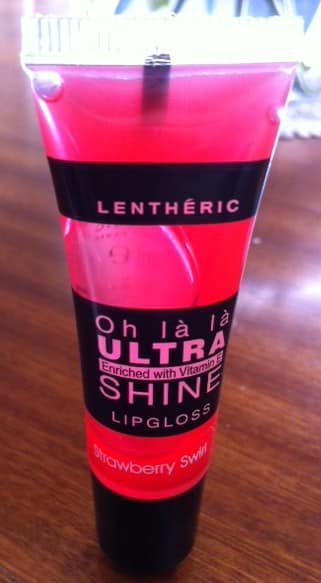 LENTHÉRIC
Oh là là
ULTRA
Enriched with Vitamin E
SHINE
LIPGLOSS
Strawberry Swirl